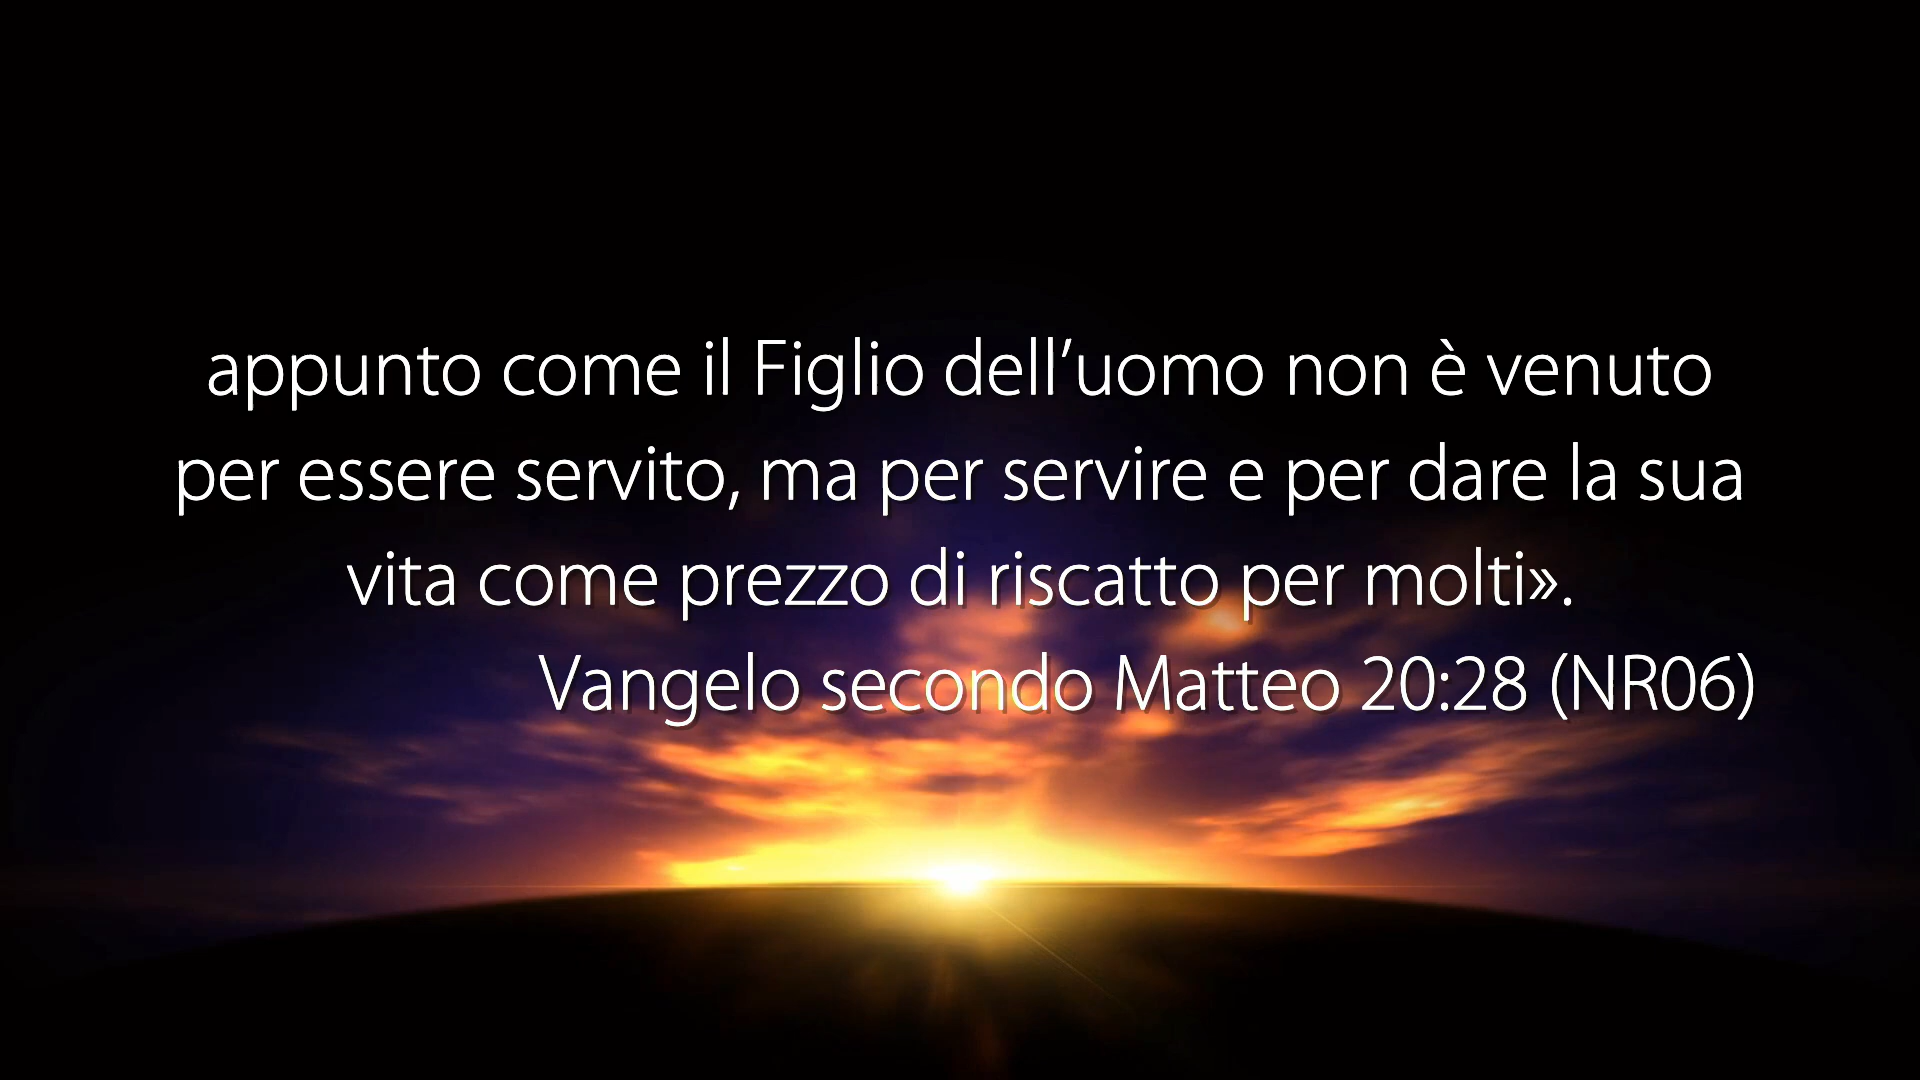 appunto come il Figlio dell’uomo non è venuto
per essere servito, ma per servire e per dare la sua
vita come prezzo di riscatto per molti».
Vangelo secondo Matteo 20:28 (NR06)